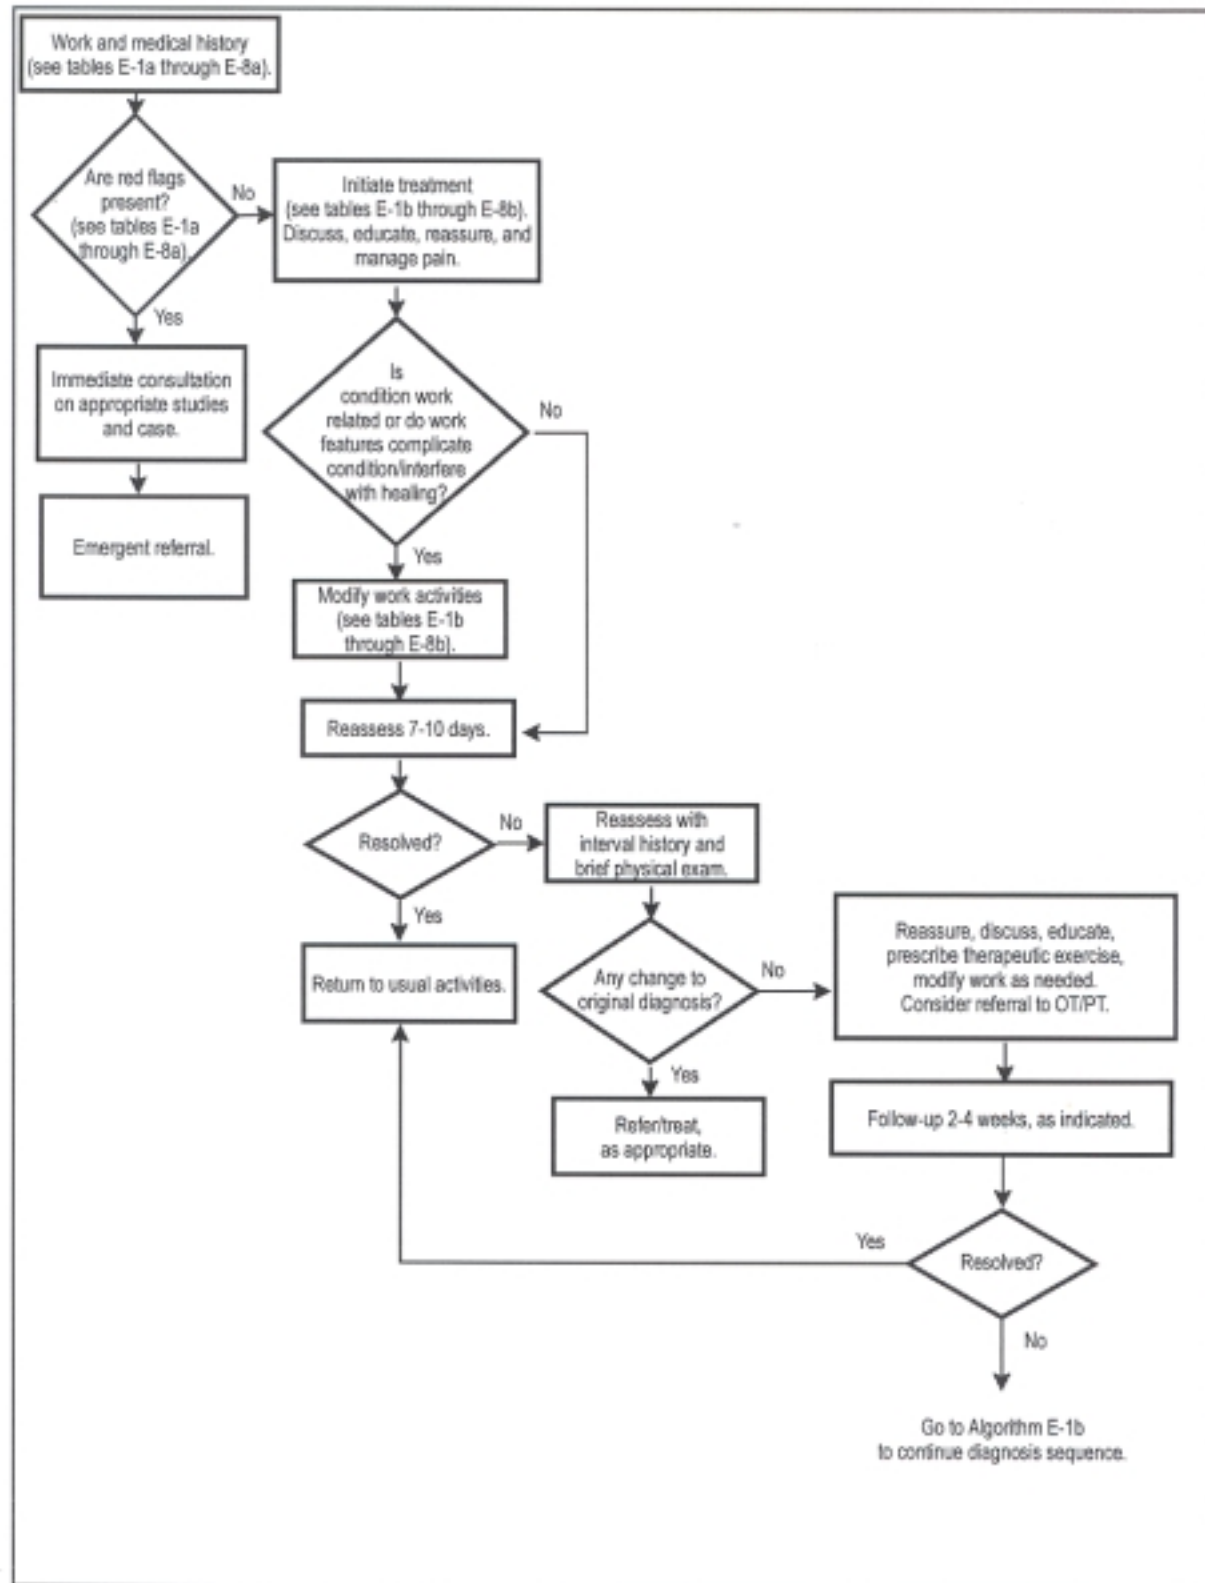 Work and medical history
(see tables E-1a through E-8a).
Are red flags
present?
(see tables E-1a
through E-8a).
No
Initiate treatment
(see tables E-1b through E-8b).
Discuss, educate, reassure, and
manage pain.
Yes
Immediate consultation
on appropriate studies
and case.
Emergent referral.
Is
condition work
related or do work
features complicate
condition/interfere
with healing?
No
Yes
Modify work activities
(see tables E-1b
through E-8b).
Reassess 7-10 days.
Resolved?
No
Reassess with
interval history and
brief physical exam.
Yes
Return to usual activities.
Any change to
original diagnosis?
No
Reassure, discuss, educate,
prescribe therapeutic exercise,
modify work as needed.
Consider referral to OT/PT.
Yes
Refer/treat,
as appropriate.
Follow-up 2-4 weeks, as indicated.
Resolved?
Yes
No
Go to Algorithm E-1b
to continue diagnosis sequence.